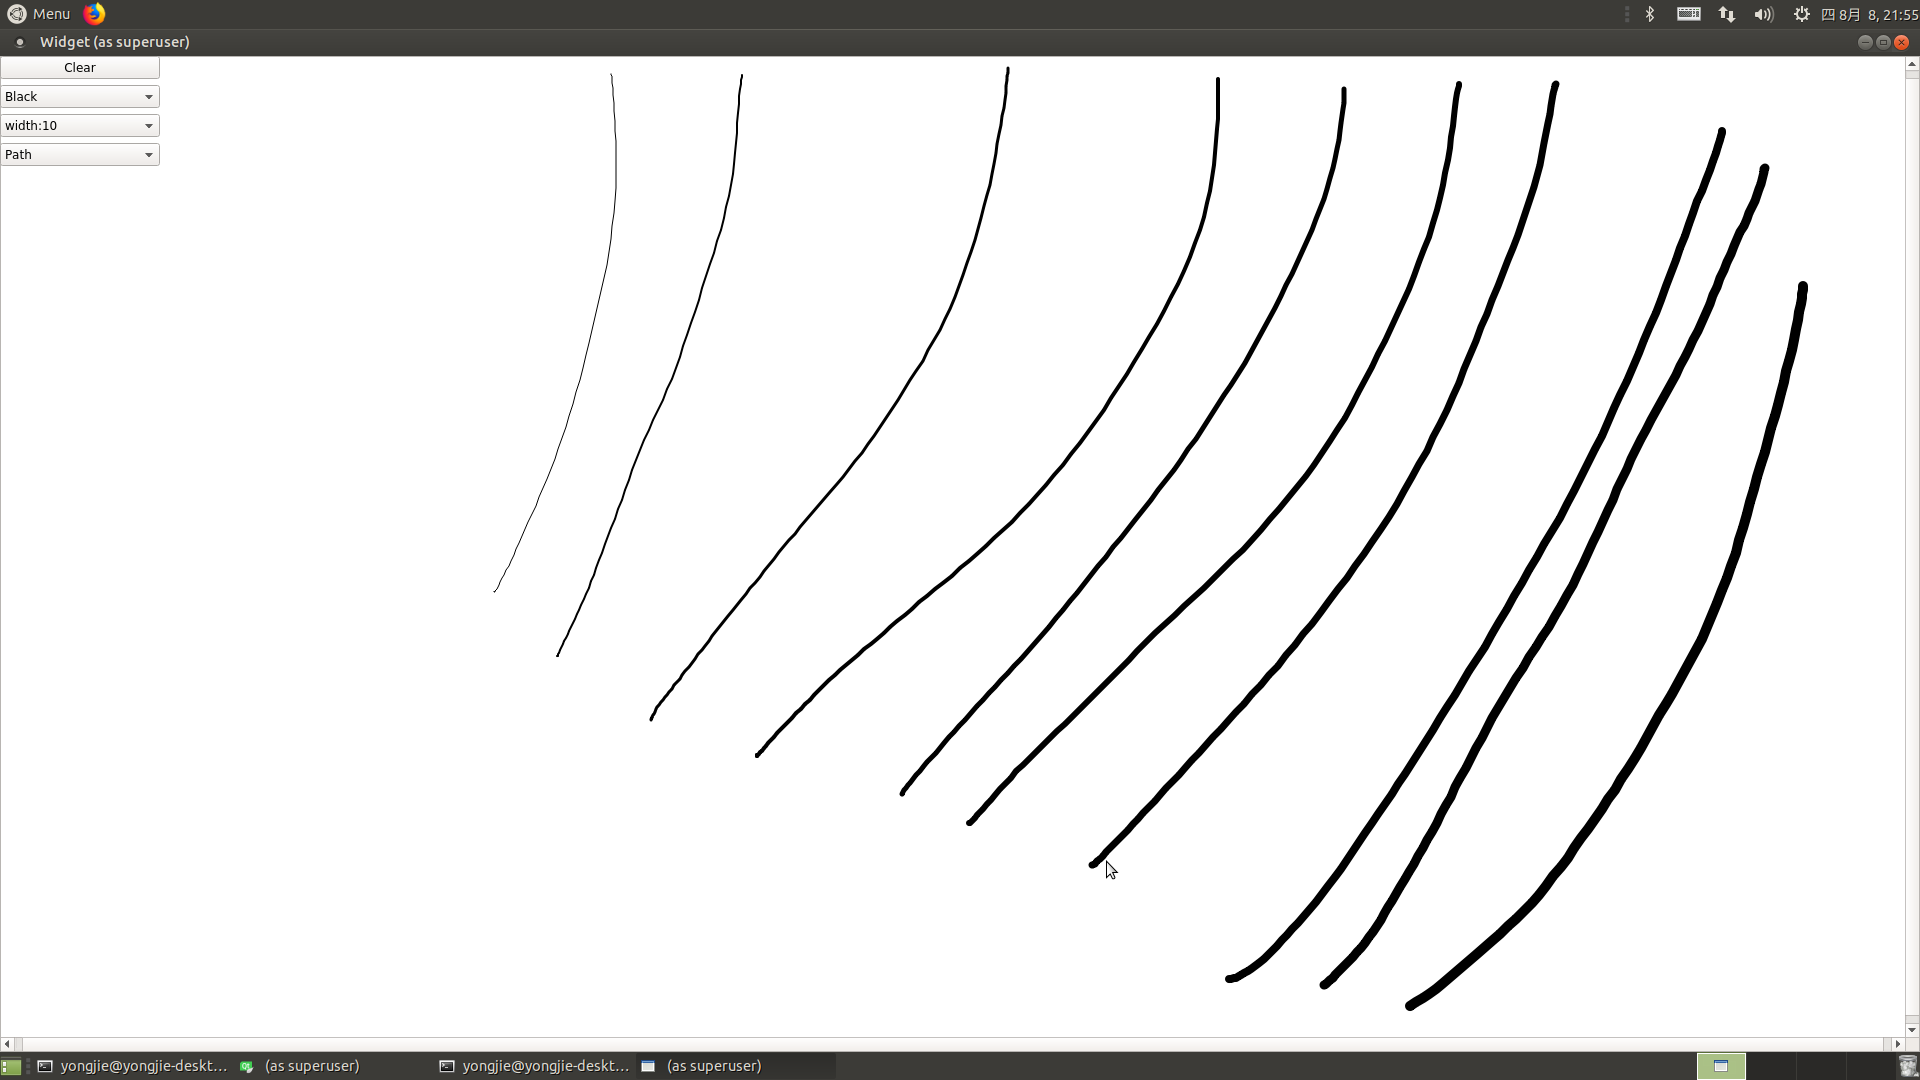 Menu
四 8月 8, 21:55
Widget (as superuser)
Clear
Black
width:10
Path
yongjie@yongjie-deskt... (as superuser) yongjie@yongjie-deskt... (as superuser)